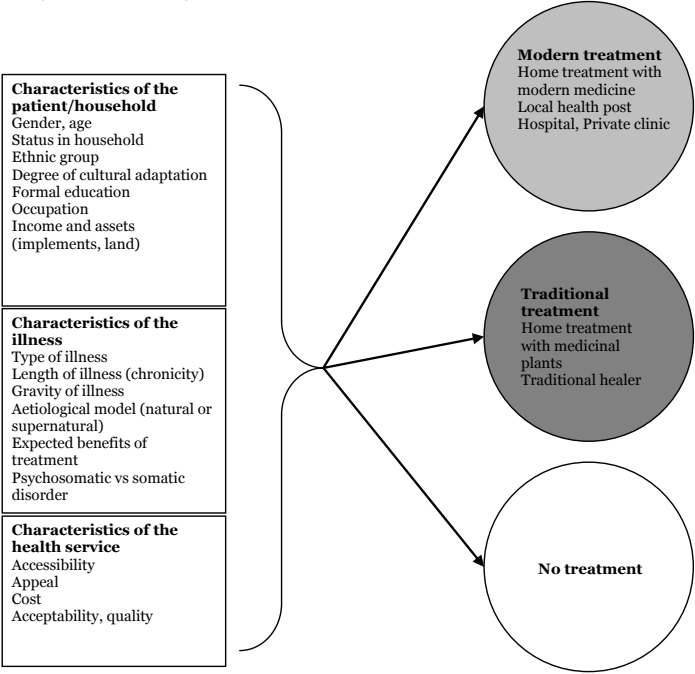 Characteristics of the
patient/household
Gender, age
Status in household
Ethnic group
Degree of cultural adaptation
Formal education
Occupation
Income and assets
(implements, land)
Characteristics of the
illness
Type of illness
Length of illness (chronicity)
Gravity of illness
Aetiological model (natural or
supernatural)
Expected benefits of
treatment
Psychosomatic vs somatic
disorder
Characteristics of the
health service
Accessibility
Appeal
Cost
Acceptability, quality
Modern treatment
Home treatment with
modern medicine
Local health post
Hospital, Private clinic
Traditional
treatment
Home treatment
with medicinal
plants
Traditional healer
No treatment